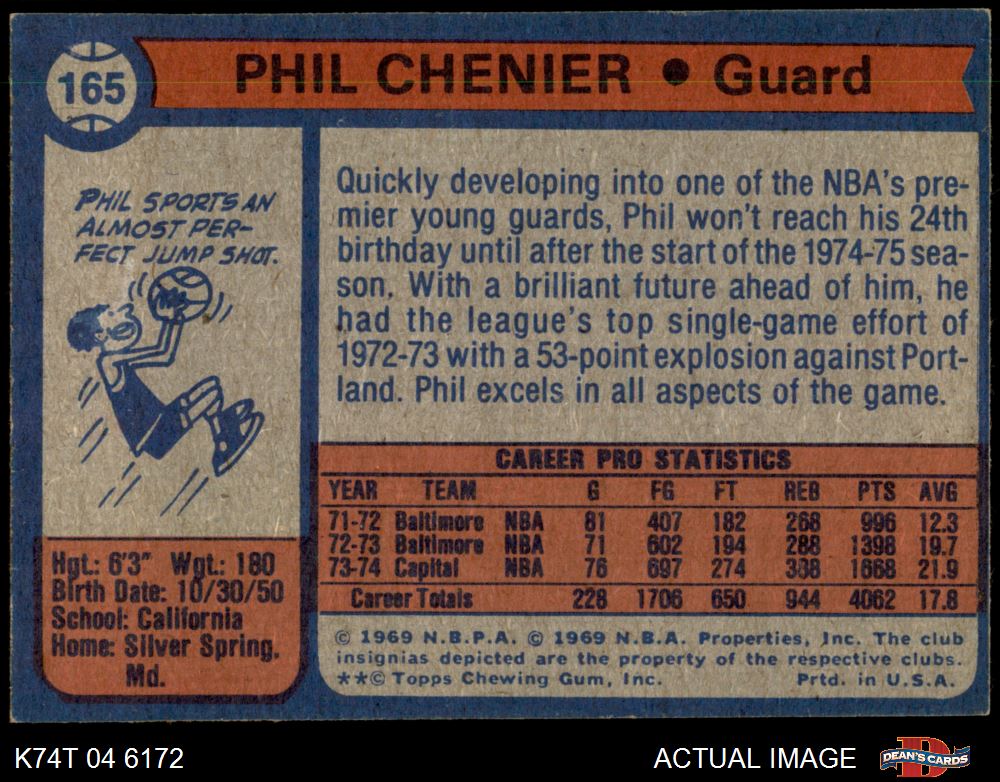 165
PHIL CHENIER • Guard
PHIL SPORTS AN
ALMOST PER-
FECT JUMP SHOT.
Quickly developing into one of the NBA's pre-
mier young guards, Phil won't reach his 24th
birthday until after the start of the 1974-75 sea-
son. With a brilliant future ahead of him, he
had the league's top single-game effort of
1972-73 with a 53-point explosion against Port-
land. Phil excels in all aspects of the game.
Hgt.: 6'3" Wgt.: 180
Birth Date: 10/30/50
School: California
Home: Silver Spring,
Md.
CAREER PRO STATISTICS
YEAR TEAM G FG FT REB PTS AVG
71-72 Baltimore NBA 81 407 182 268 996 12.3
72-73 Baltimore NBA 71 602 194 288 1398 19.7
73-74 Capital NBA 76 697 274 388 1668 21.9
Career Totals 228 1706 650 944 4062 17.8
© 1969 N.B.P.A. © 1969 N.B.A. Properties, Inc. The club
insignias depicted are the property of the respective clubs.
**© Topps Chewing Gum, Inc. Prtd. in U.S.A.
K74T 04 6172
ACTUAL IMAGE
DEAN'S CARDS